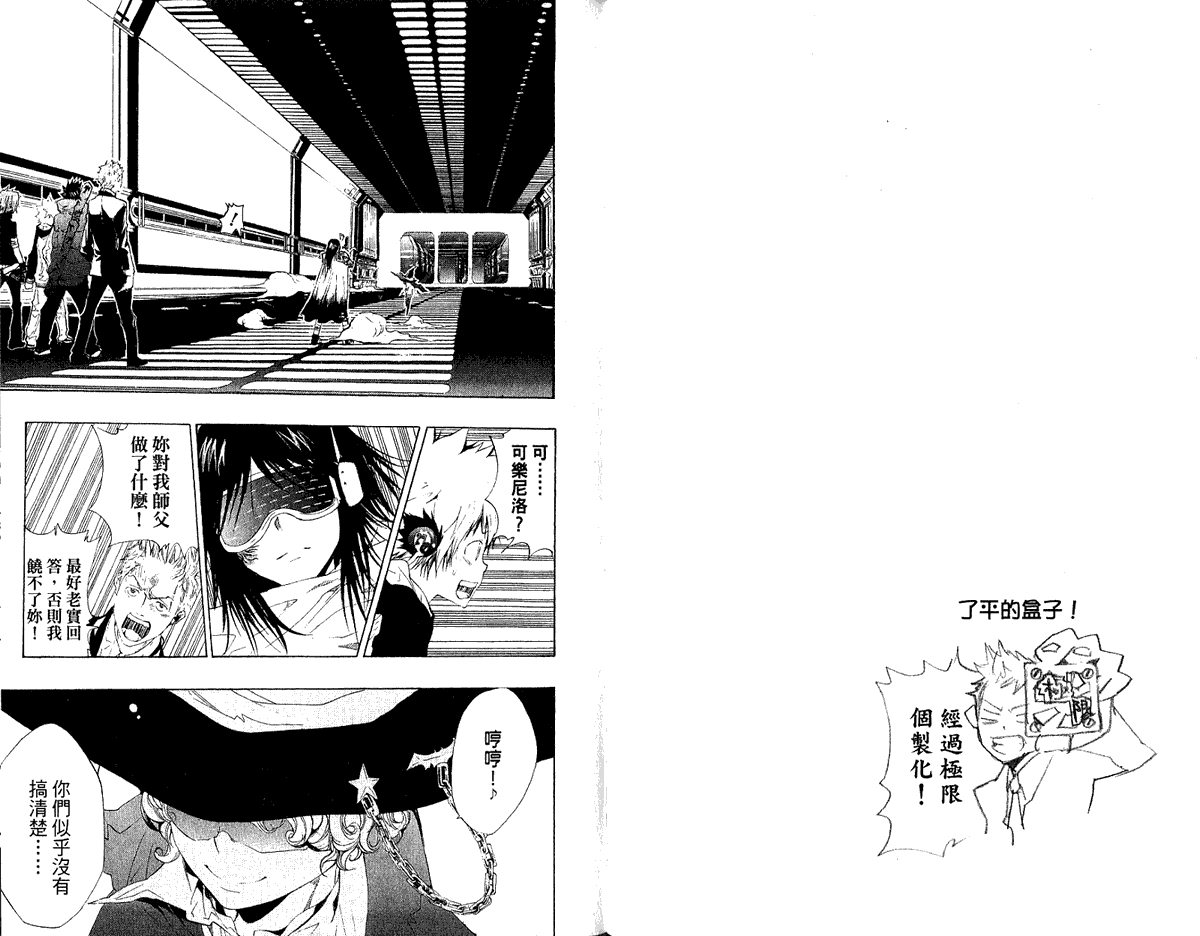 了平的盒子！
極限
經過極限
個製化！
！
可……
可樂尼洛？
妳對我師父
做了什麼！
最好老實回
答，否則我
饒不了妳！
哼哼！♪
你們似乎沒有
搞清楚……